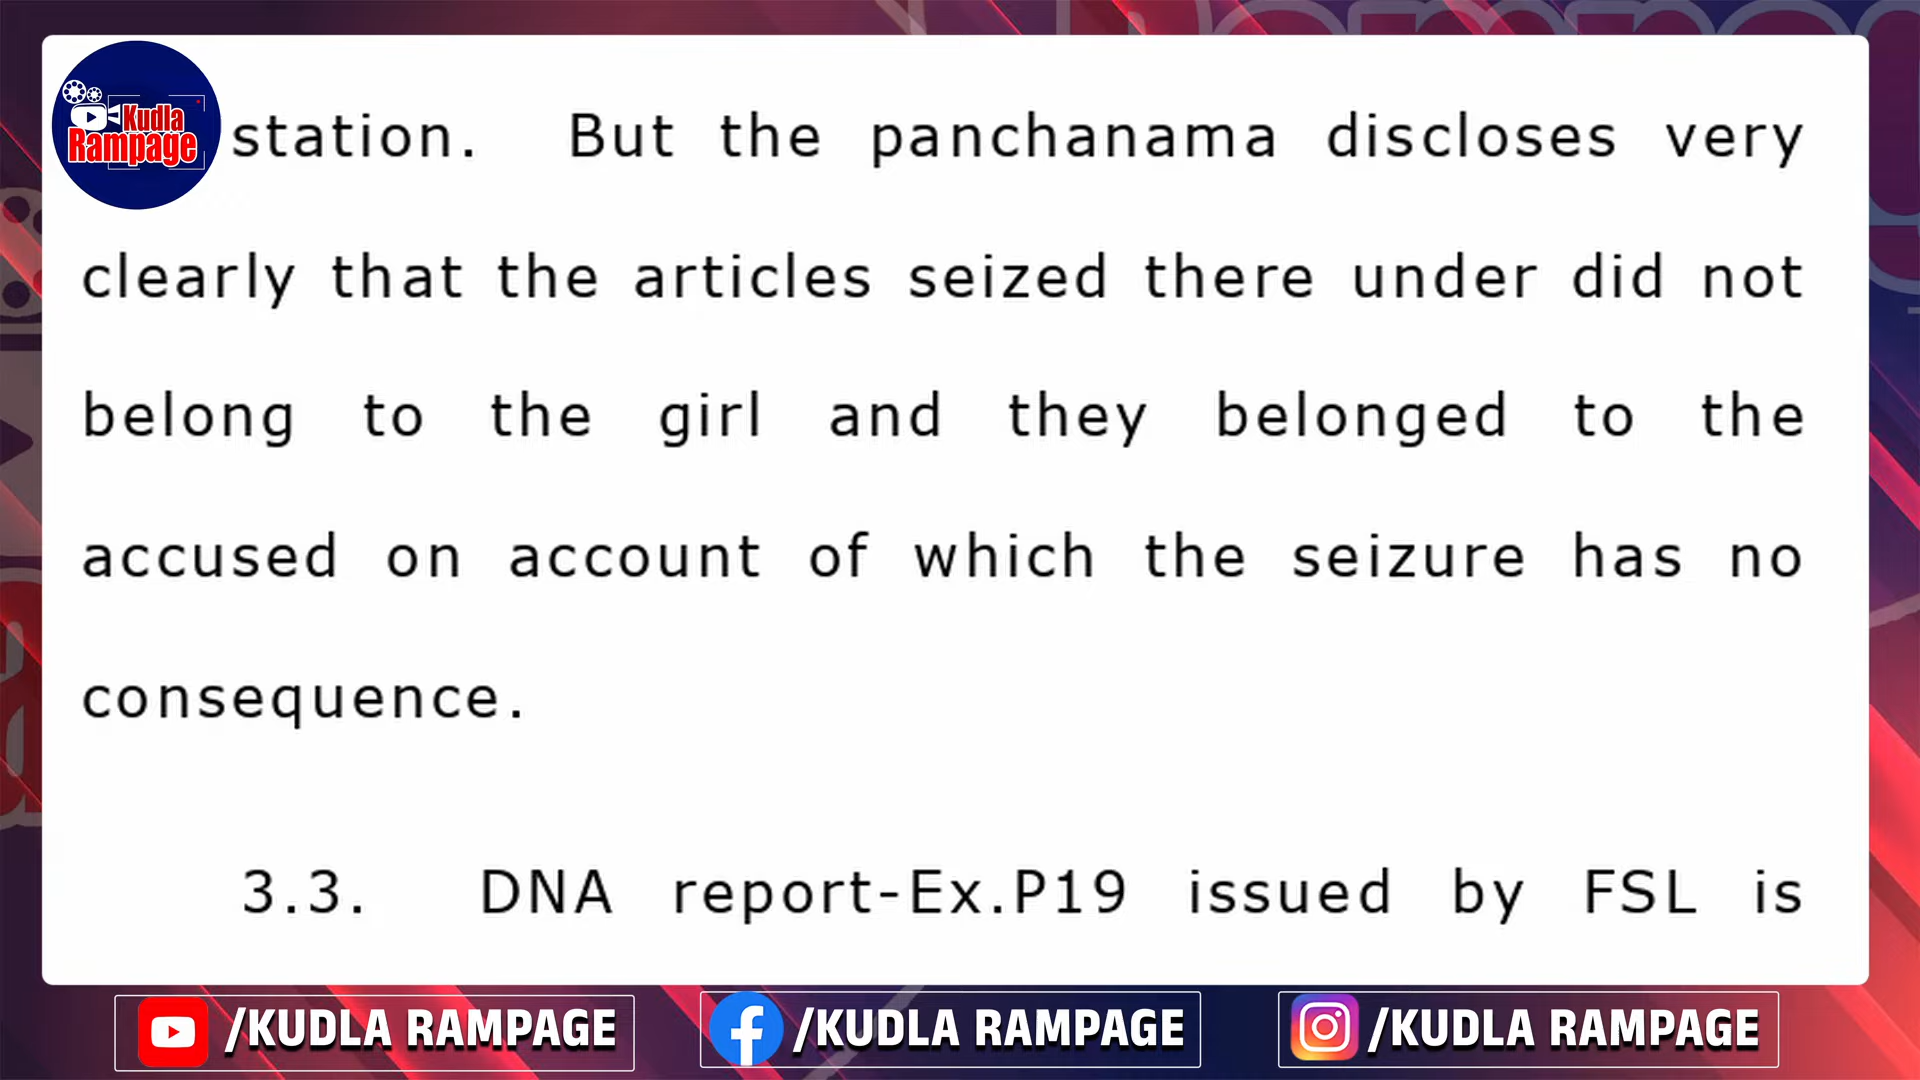 Kudla
Rampage
station. But the panchanama discloses very
clearly that the articles seized there under did not
belong to the girl and they belonged to the
accused on account of which the seizure has no
consequence.
3.3. DNA report-Ex.P19 issued by FSL is
/KUDLA RAMPAGE
/KUDLA RAMPAGE
/KUDLA RAMPAGE